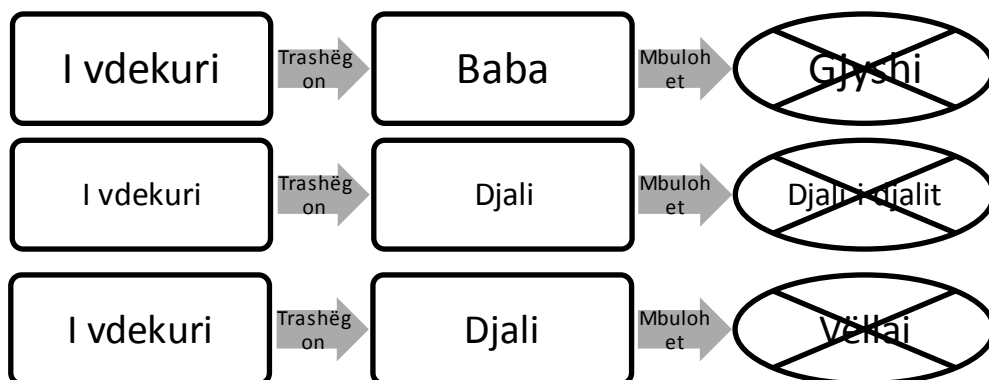 I vdekuri Trashëg
on Baba Mbuloh
et Gjyshi
I vdekuri Trashëg
on Djali Mbuloh
et Djali i djalit
I vdekuri Trashëg
on Djali Mbuloh
et Vëllai